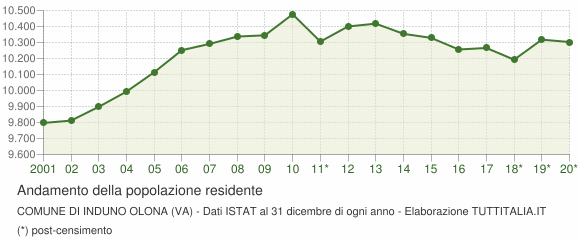 10.500
10.400
10.300
10.200
10.100
10.000
9.900
9.800
9.700
9.600
2001 02 03 04 05 06 07 08 09 10 11* 12 13 14 15 16 17 18* 19* 20*
Andamento della popolazione residente
COMUNE DI INDUNO OLONA (VA) - Dati ISTAT al 31 dicembre di ogni anno - Elaborazione TUTTITALIA.IT
(*) post-censimento